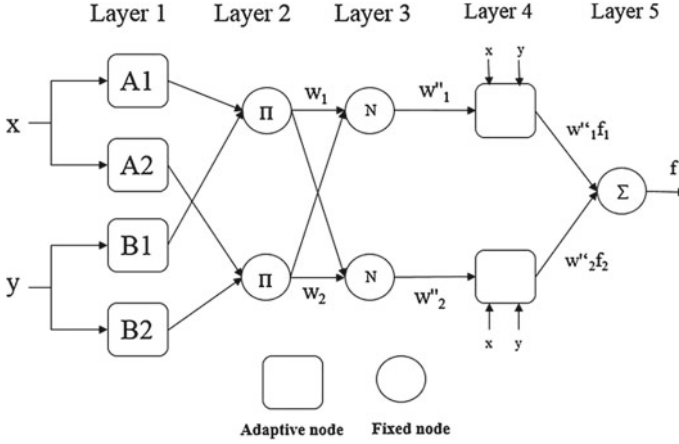 Layer 1 Layer 2 Layer 3 Layer 4 Layer 5
x y
A1
w₁ w"₁
Π N
x
A2
w"₁f₁
f
Σ
B1
y
w"₂f₂
Π N
w₂ w"₂
B2
x y
Adaptive node Fixed node